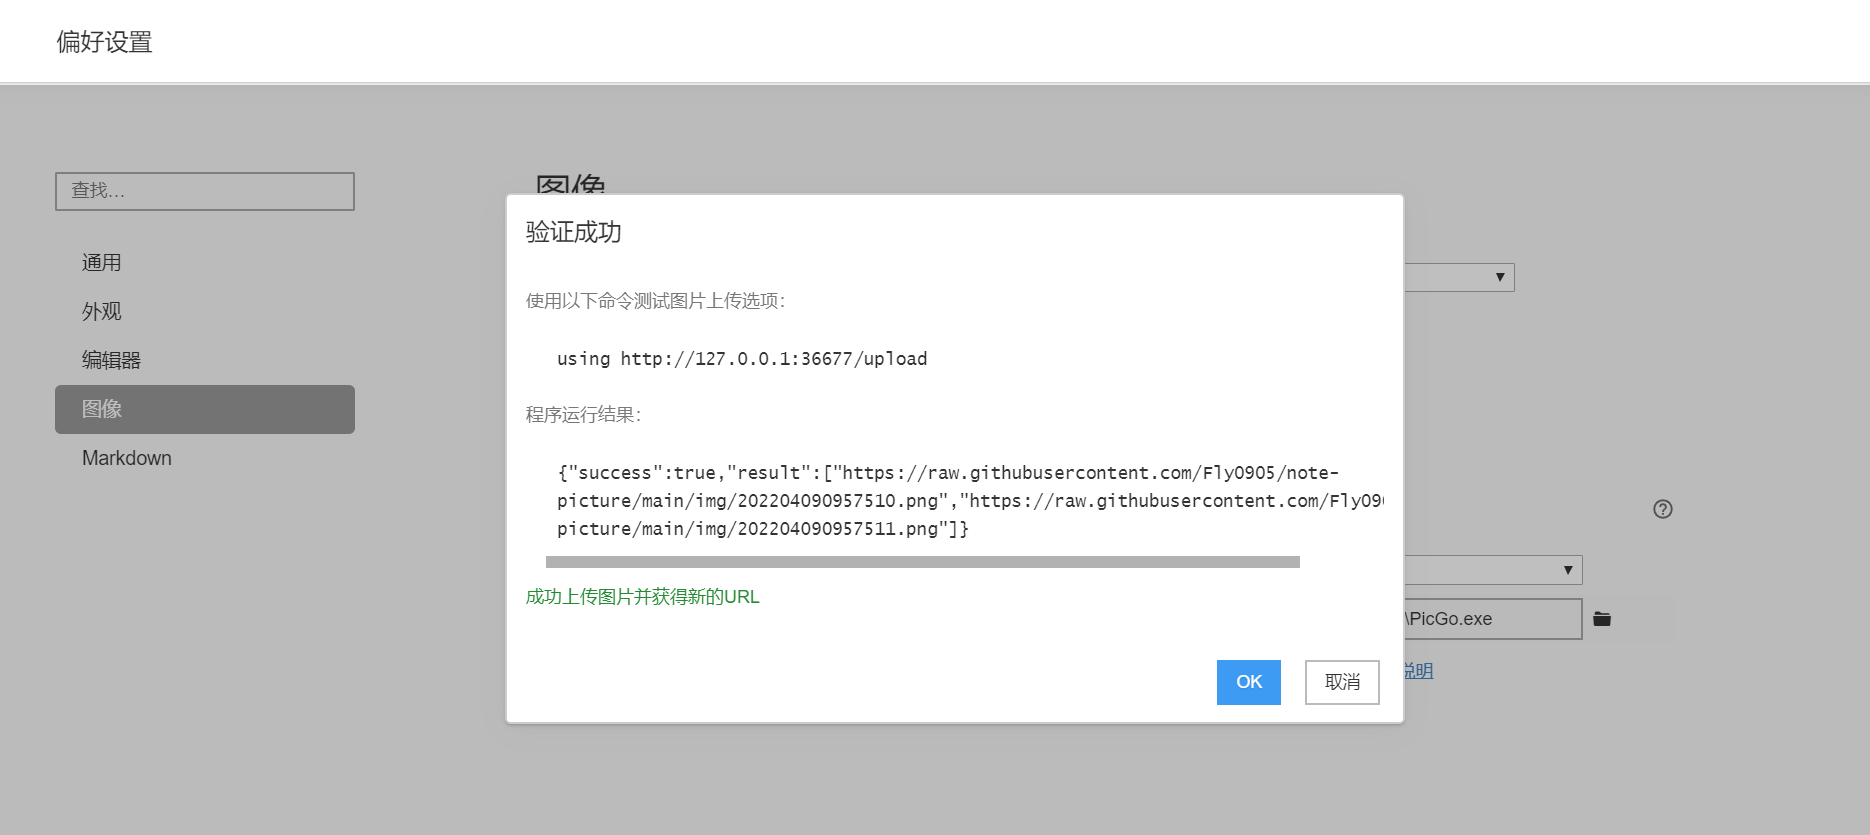 偏好设置
查找...
通用
外观
编辑器
图像
Markdown
图像
验证成功
使用以下命令测试图片上传选项:
using http://127.0.0.1:36677/upload
程序运行结果:
{"success":true,"result":["https://raw.githubusercontent.com/Fly0905/note-
picture/main/img/202204090957510.png","https://raw.githubusercontent.com/Fly09
picture/main/img/202204090957511.png"]}
成功上传图片并获得新的URL
OK
取消
\PicGo.exe
说明